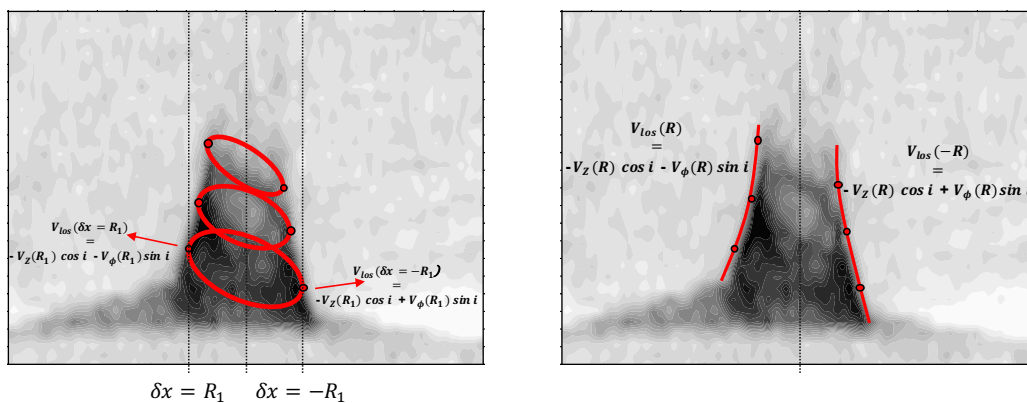 V_los(δx = R_1)
=
- V_Z(R_1) cos i - V_ϕ(R_1) sin i
V_los(δx = -R_1)
=
-V_Z(R_1) cos i + V_ϕ(R_1) sin i
δx = R_1
δx = -R_1
V_los(R)
=
-V_Z(R) cos i - V_ϕ(R) sin i
V_los(-R)
=
-V_Z(R) cos i + V_ϕ(R) sin i